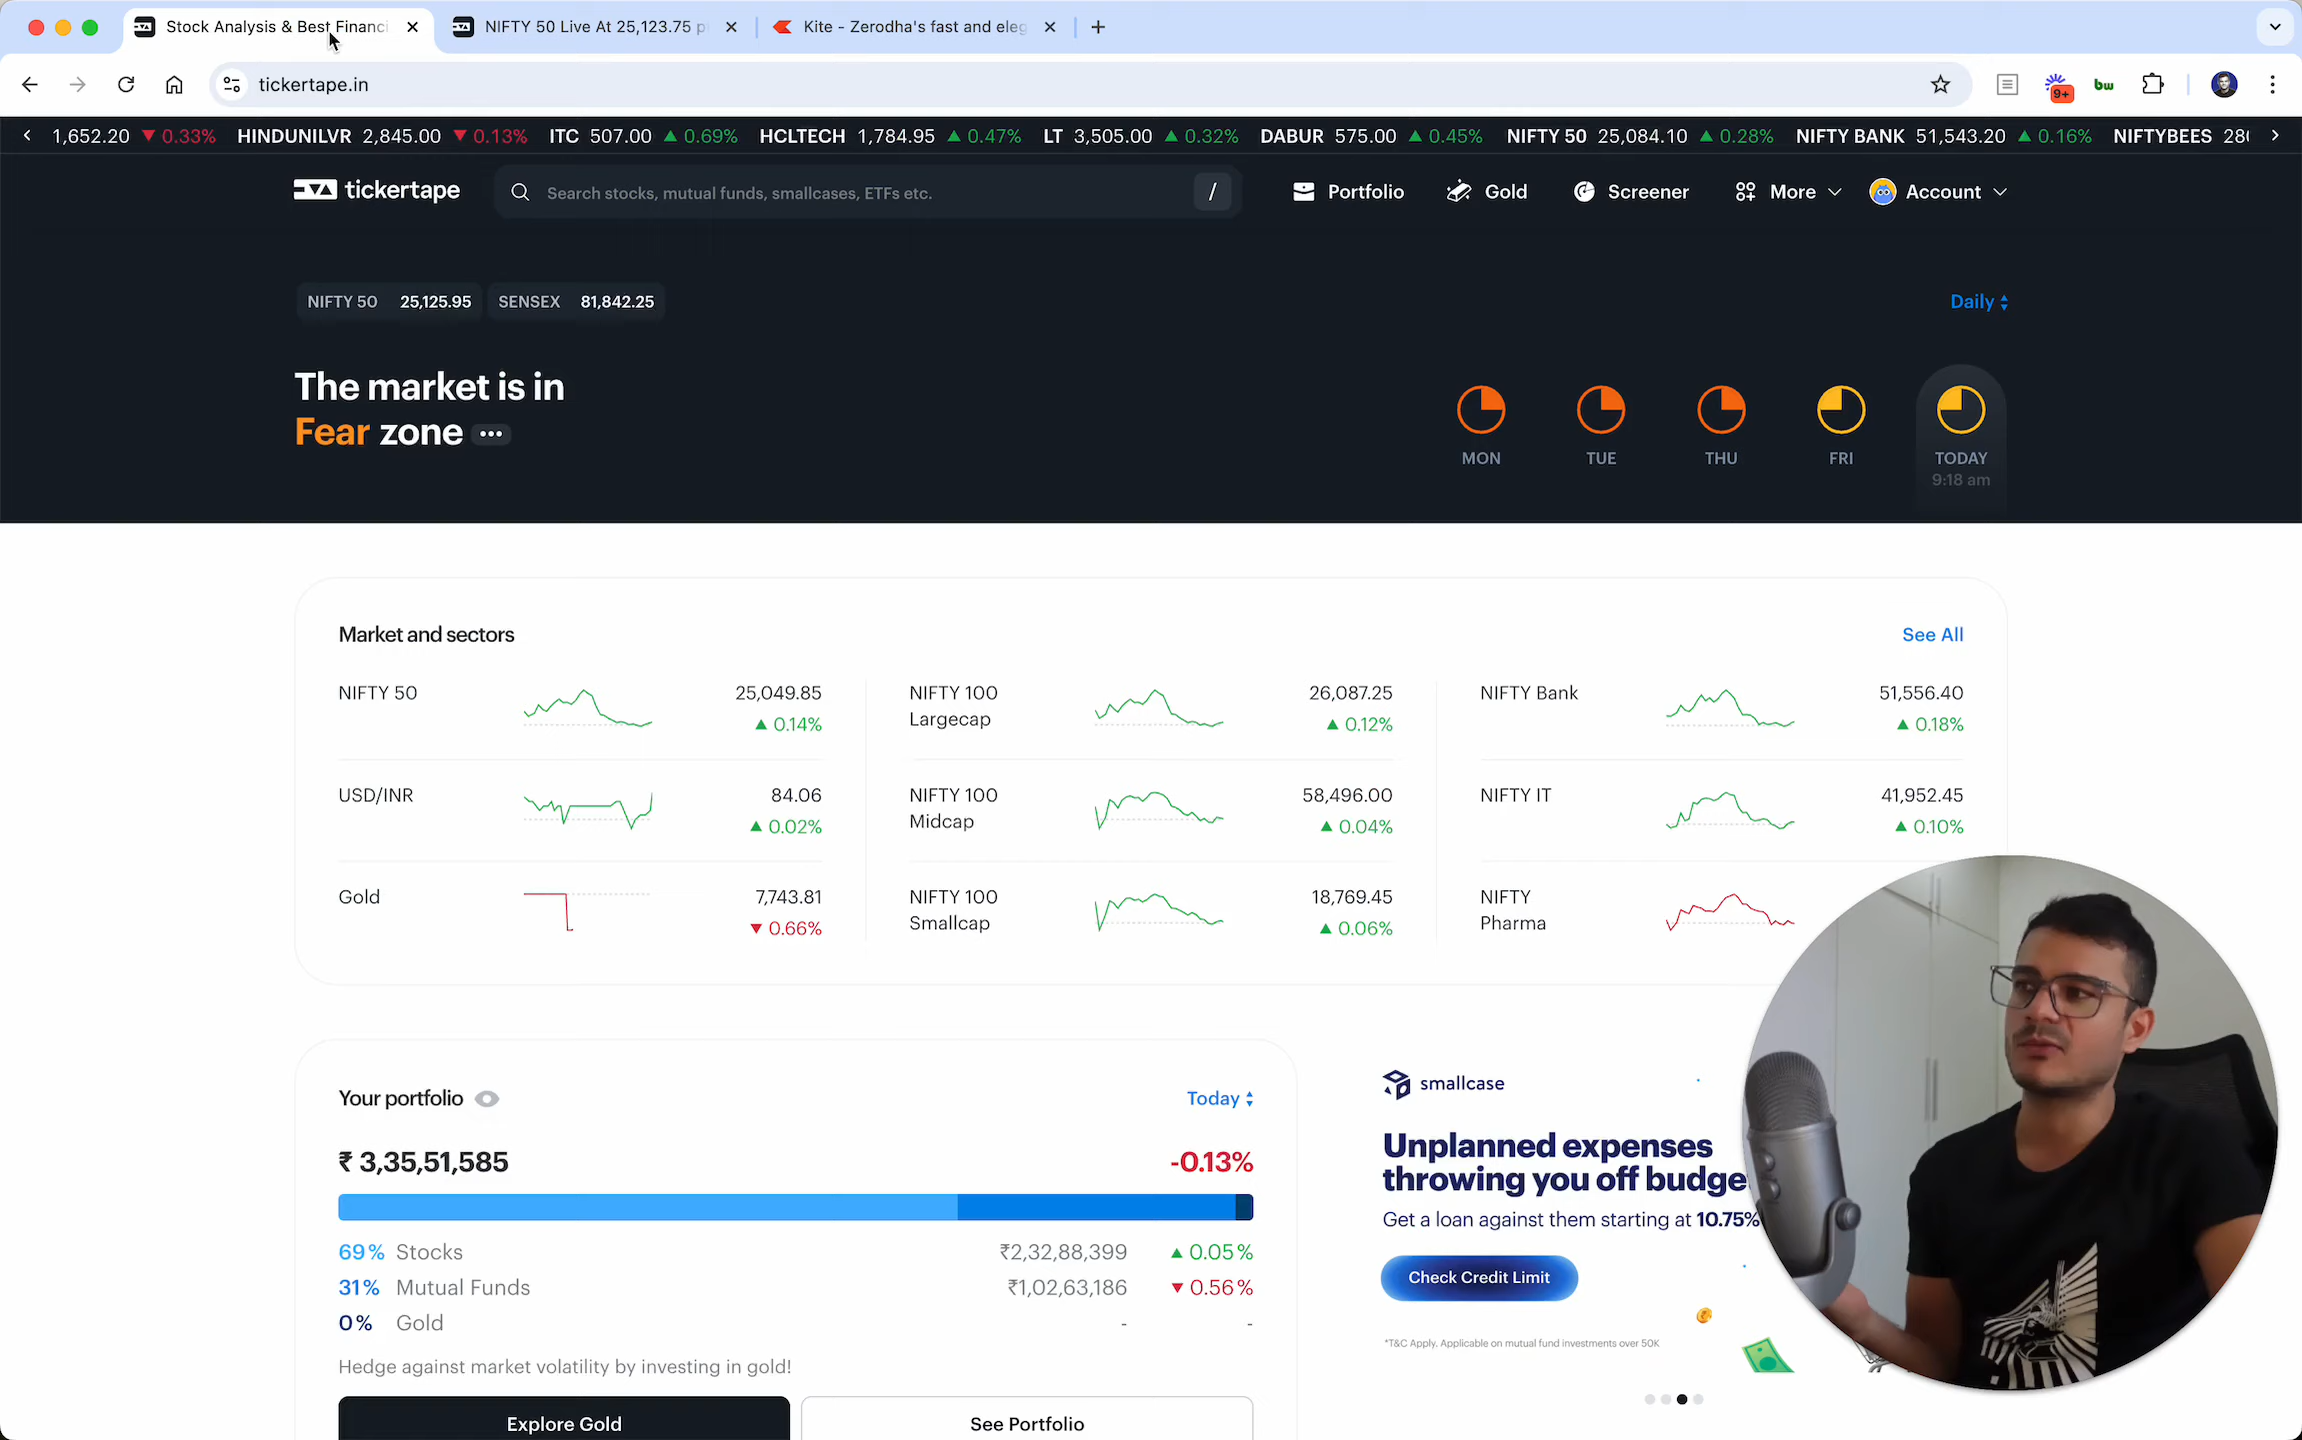 Stock Analysis & Best Financi
NIFTY 50 Live At 25,123.75 p
Kite - Zerodha's fast and eleg
tickertape.in
9+
bw
1,652.20 ▼ 0.33% HINDUNILVR 2,845.00 ▼ 0.13% ITC 507.00 ▲ 0.69% HCLTECH 1,784.95 ▲ 0.47% LT 3,505.00 ▲ 0.32% DABUR 575.00 ▲ 0.45% NIFTY 50 25,084.10 ▲ 0.28% NIFTY BANK 51,543.20 ▲ 0.16% NIFTYBEES 28
tickertape
Search stocks, mutual funds, smallcases, ETFs etc.
/
Portfolio
Gold
Screener
More
Account
NIFTY 50 25,125.95
SENSEX 81,842.25
Daily
The market is in
Fear zone •••
MON
TUE
THU
FRI
TODAY
9:18 am
Market and sectors
See All
NIFTY 50
25,049.85
▲ 0.14%
NIFTY 100
Largecap
26,087.25
▲ 0.12%
NIFTY Bank
51,556.40
▲ 0.18%
USD/INR
84.06
▲ 0.02%
NIFTY 100
Midcap
58,496.00
▲ 0.04%
NIFTY IT
41,952.45
▲ 0.10%
Gold
7,743.81
▼ 0.66%
NIFTY 100
Smallcap
18,769.45
▲ 0.06%
NIFTY
Pharma
Your portfolio
Today
₹ 3,35,51,585
-0.13%
69% Stocks ₹2,32,88,399 ▲ 0.05%
31% Mutual Funds ₹1,02,63,186 ▼ 0.56%
0% Gold - -
Hedge against market volatility by investing in gold!
Explore Gold
See Portfolio
smallcase
Unplanned expenses
throwing you off budge
Get a loan against them starting at 10.75%
Check Credit Limit
*T&C Apply. Applicable on mutual fund investments over 50K